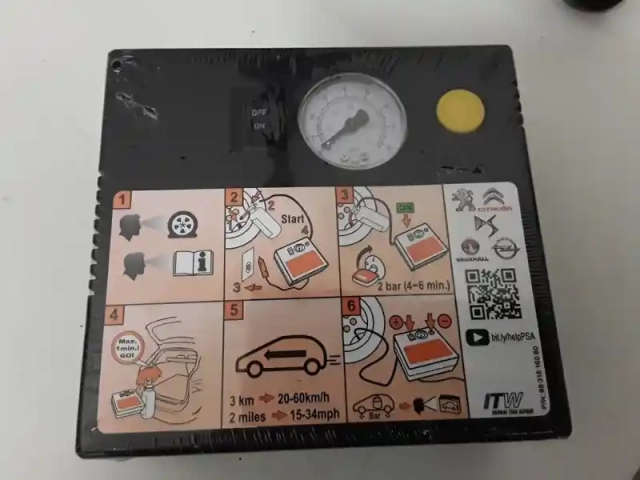 OFF
ON
1
2
2
Start
4
3
3
2 bar (4-6 min.)
CITROËN
VAUXHALL
4
Max.
1min.!
GO!
5
3 km 20-60km/h
2 miles 15-34mph
6
+
-
Bar
i
bit.ly/helpPSA
ITW